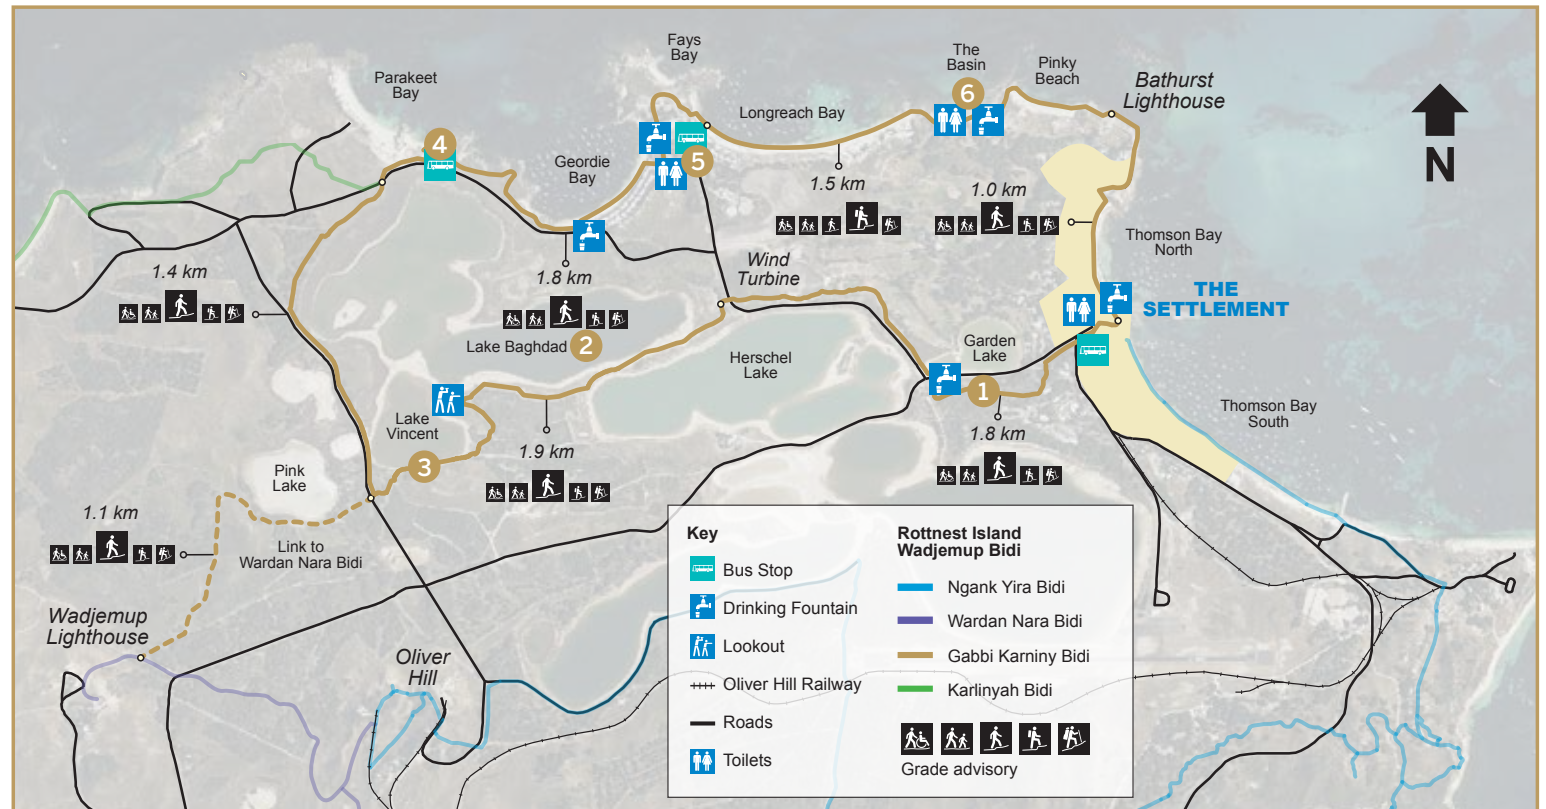 Fays
Bay
The
Basin
Pinky
Beach
Bathurst
Lighthouse
Parakeet
Bay
6
Longreach Bay
N
4
Geordie
Bay
5
1.5 km
1.0 km
Thomson Bay
North
Wind
Turbine
1.4 km
1.8 km
THE
SETTLEMENT
Lake Baghdad
2
Herschel
Lake
Garden
Lake
1
Lake
Vincent
Thomson Bay
South
1.9 km
1.8 km
3
Pink
Lake
1.1 km
Link to
Wardan Nara Bidi
Wadjemup
Lighthouse
Oliver
Hill
Key
Bus Stop
Drinking Fountain
Lookout
Oliver Hill Railway
Roads
Toilets
Rottnest Island
Wadjemup Bidi
Ngank Yira Bidi
Wardan Nara Bidi
Gabbi Karniny Bidi
Karlinyah Bidi
Grade advisory